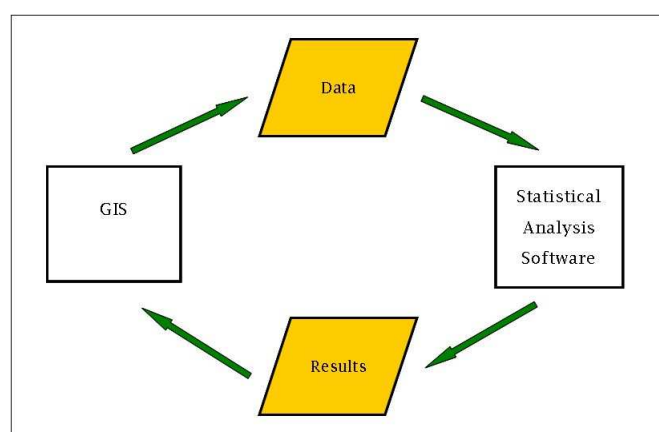 Data
GIS
Statistical
Analysis
Software
Results